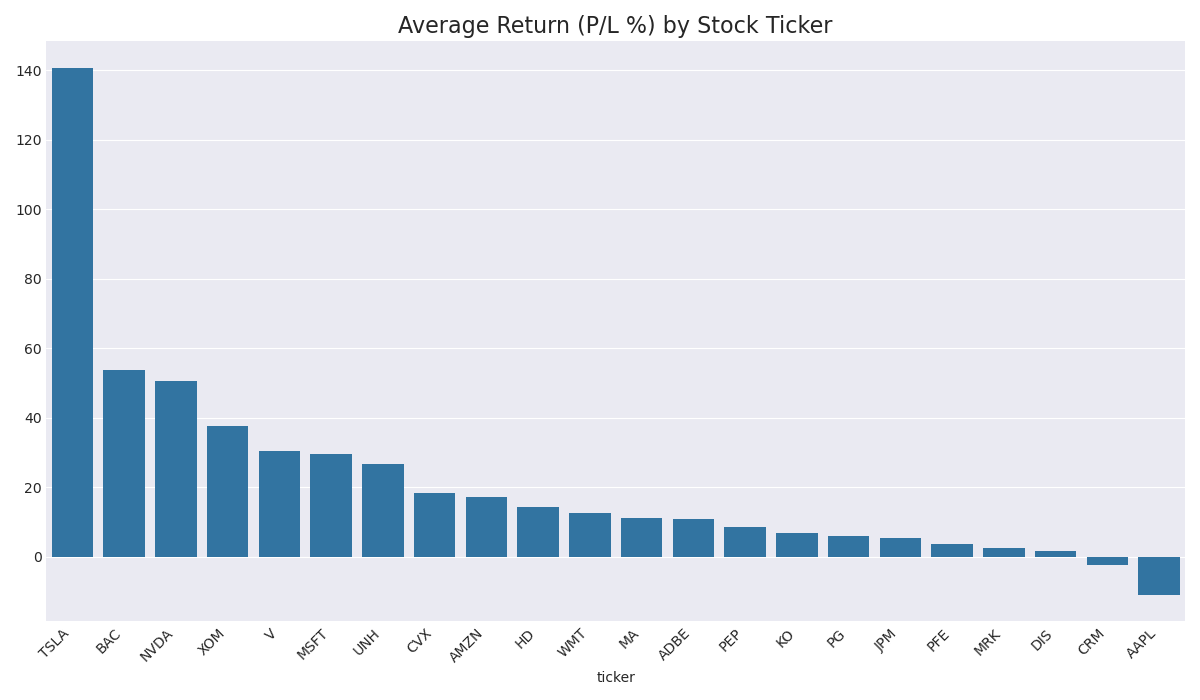 Average Return (P/L %) by Stock Ticker
140
120
100
80
60
40
20
0
TSLA
BAC
NVDA
XOM
V
MSFT
UNH
CVX
AMZN
HD
WMT
MA
ADBE
PEP
KO
PG
JPM
PFE
MRK
DIS
CRM
AAPL
ticker